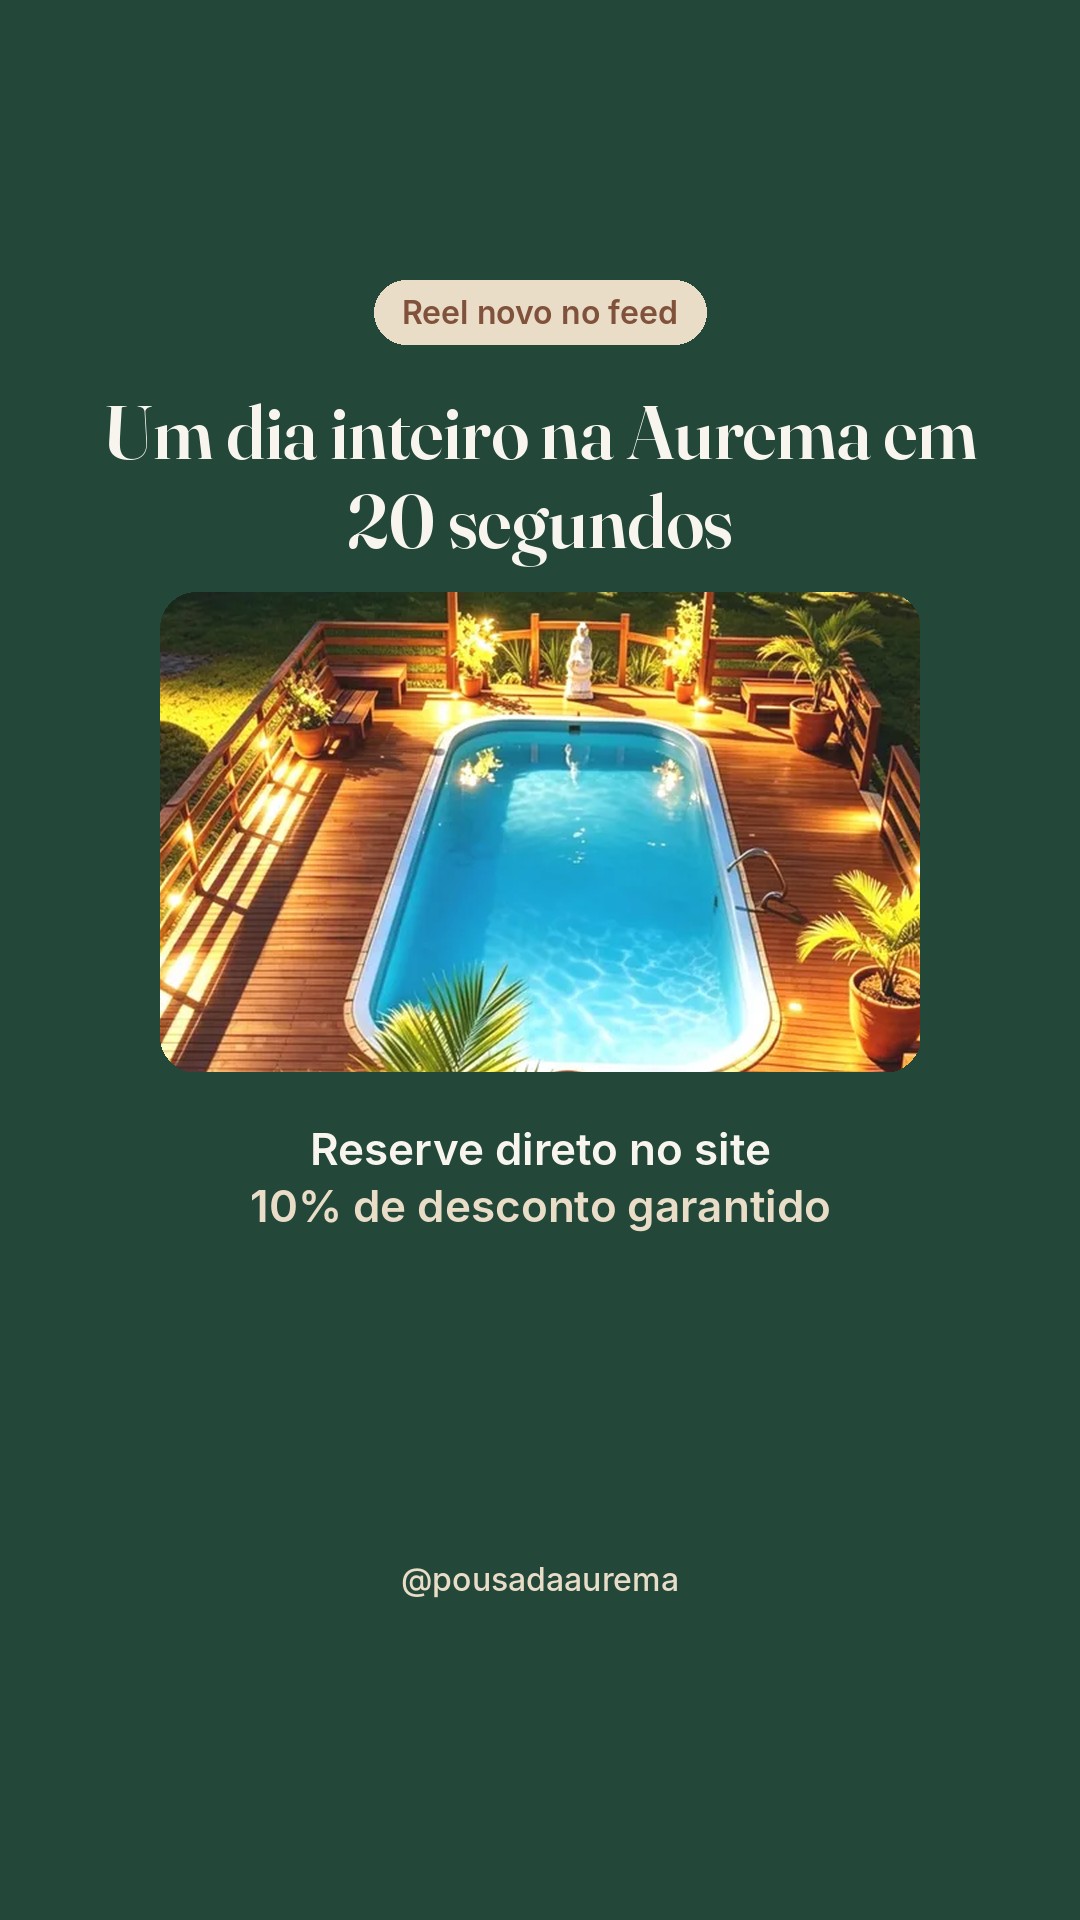 Reel novo no feed
Um dia inteiro na Aurema em
20 segundos
Reserve direto no site
10% de desconto garantido
@pousadaaurema